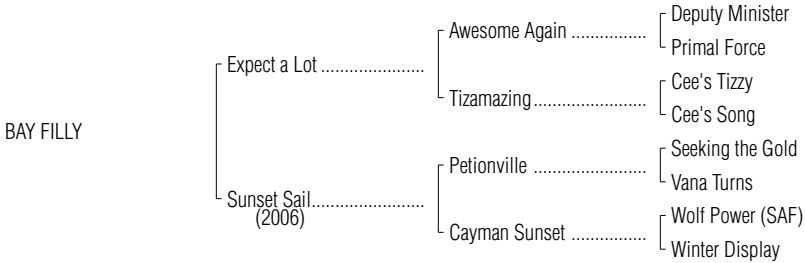 Deputy Minister
Awesome Again ................
Primal Force
Expect a Lot ......................
Cee's Tizzy
Tizamazing........................
Cee's Song
BAY FILLY
Seeking the Gold
Petionville ........................
Vana Turns
Sunset Sail........................
(2006)
Wolf Power (SAF)
Cayman Sunset ................
Winter Display